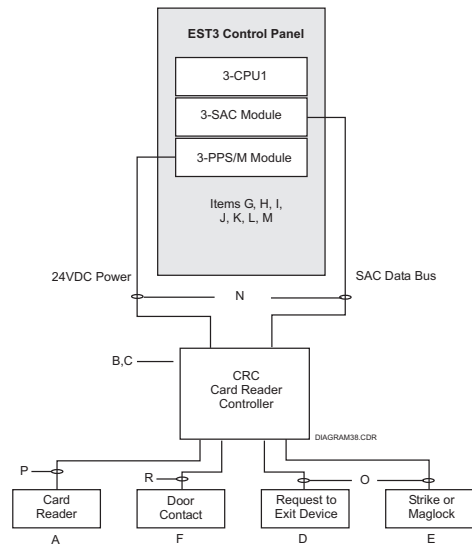 EST3 Control Panel
3-CPU1
3-SAC Module
3-PPS/M Module
Items G, H, I,
J, K, L, M
24VDC Power
N
SAC Data Bus
B,C
CRC
Card Reader
Controller
DIAGRAM38.CDR
P
R
O
Card
Reader
Door
Contact
Request to
Exit Device
Strike or
Maglock
A
F
D
E